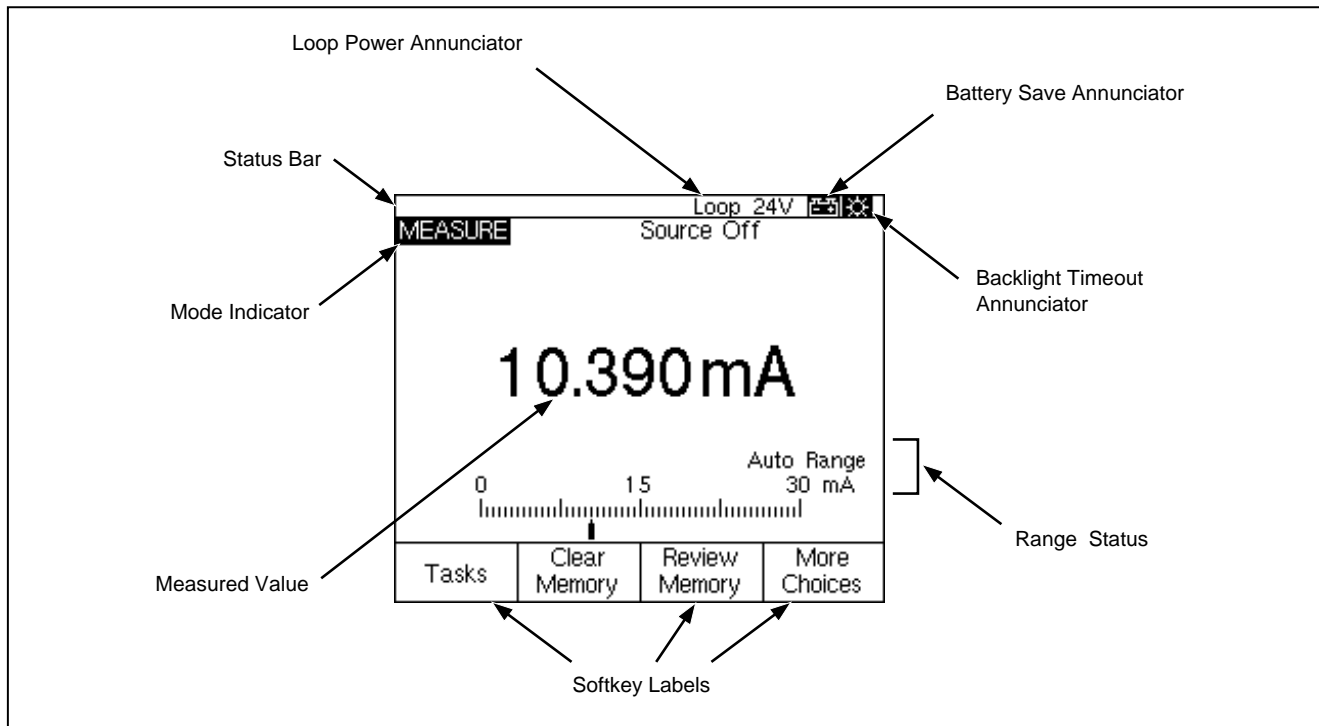 Loop Power Annunciator
Battery Save Annunciator
Status Bar
Loop 24V
MEASURE
Source Off
Backlight Timeout
Annunciator
Mode Indicator
10.390 mA
Auto Range
0 15 30 mA
Range Status
Tasks
Clear
Memory
Review
Memory
More
Choices
Measured Value
Softkey Labels